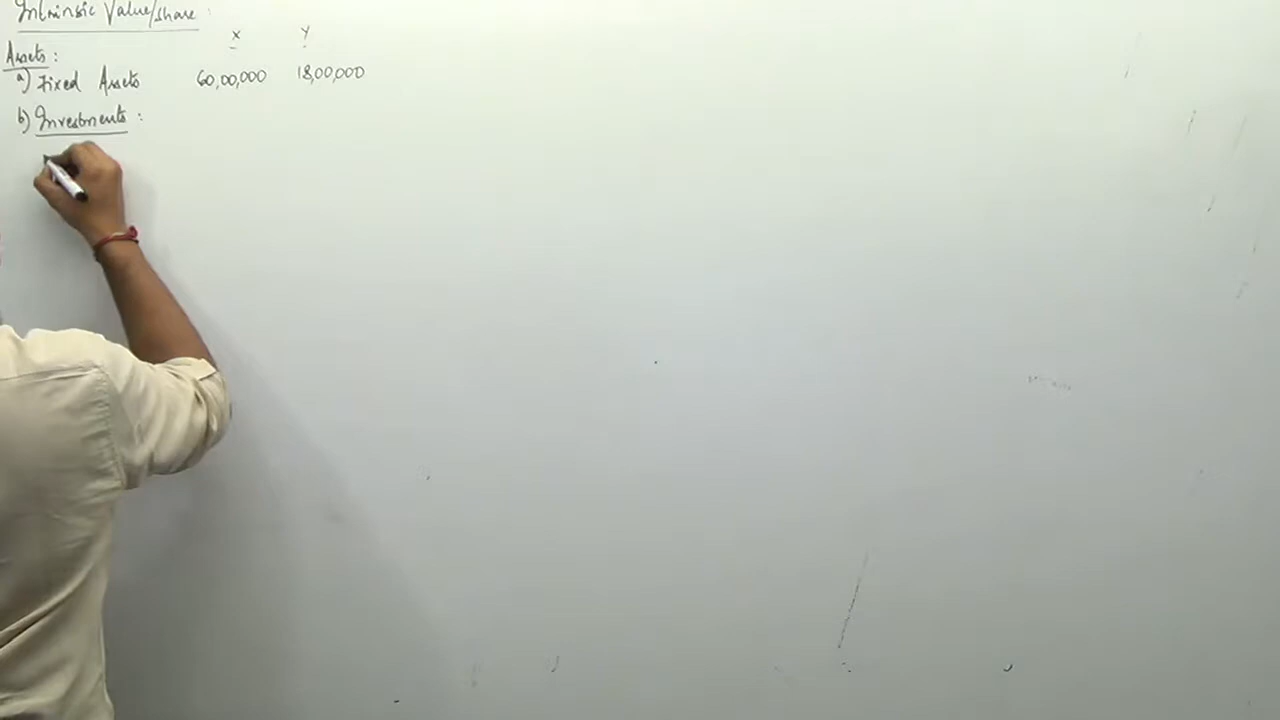 Intrinsic Value/share :
X Y
Assets :
a) Fixed Assets 60,00,000 18,00,000
b) Investments :